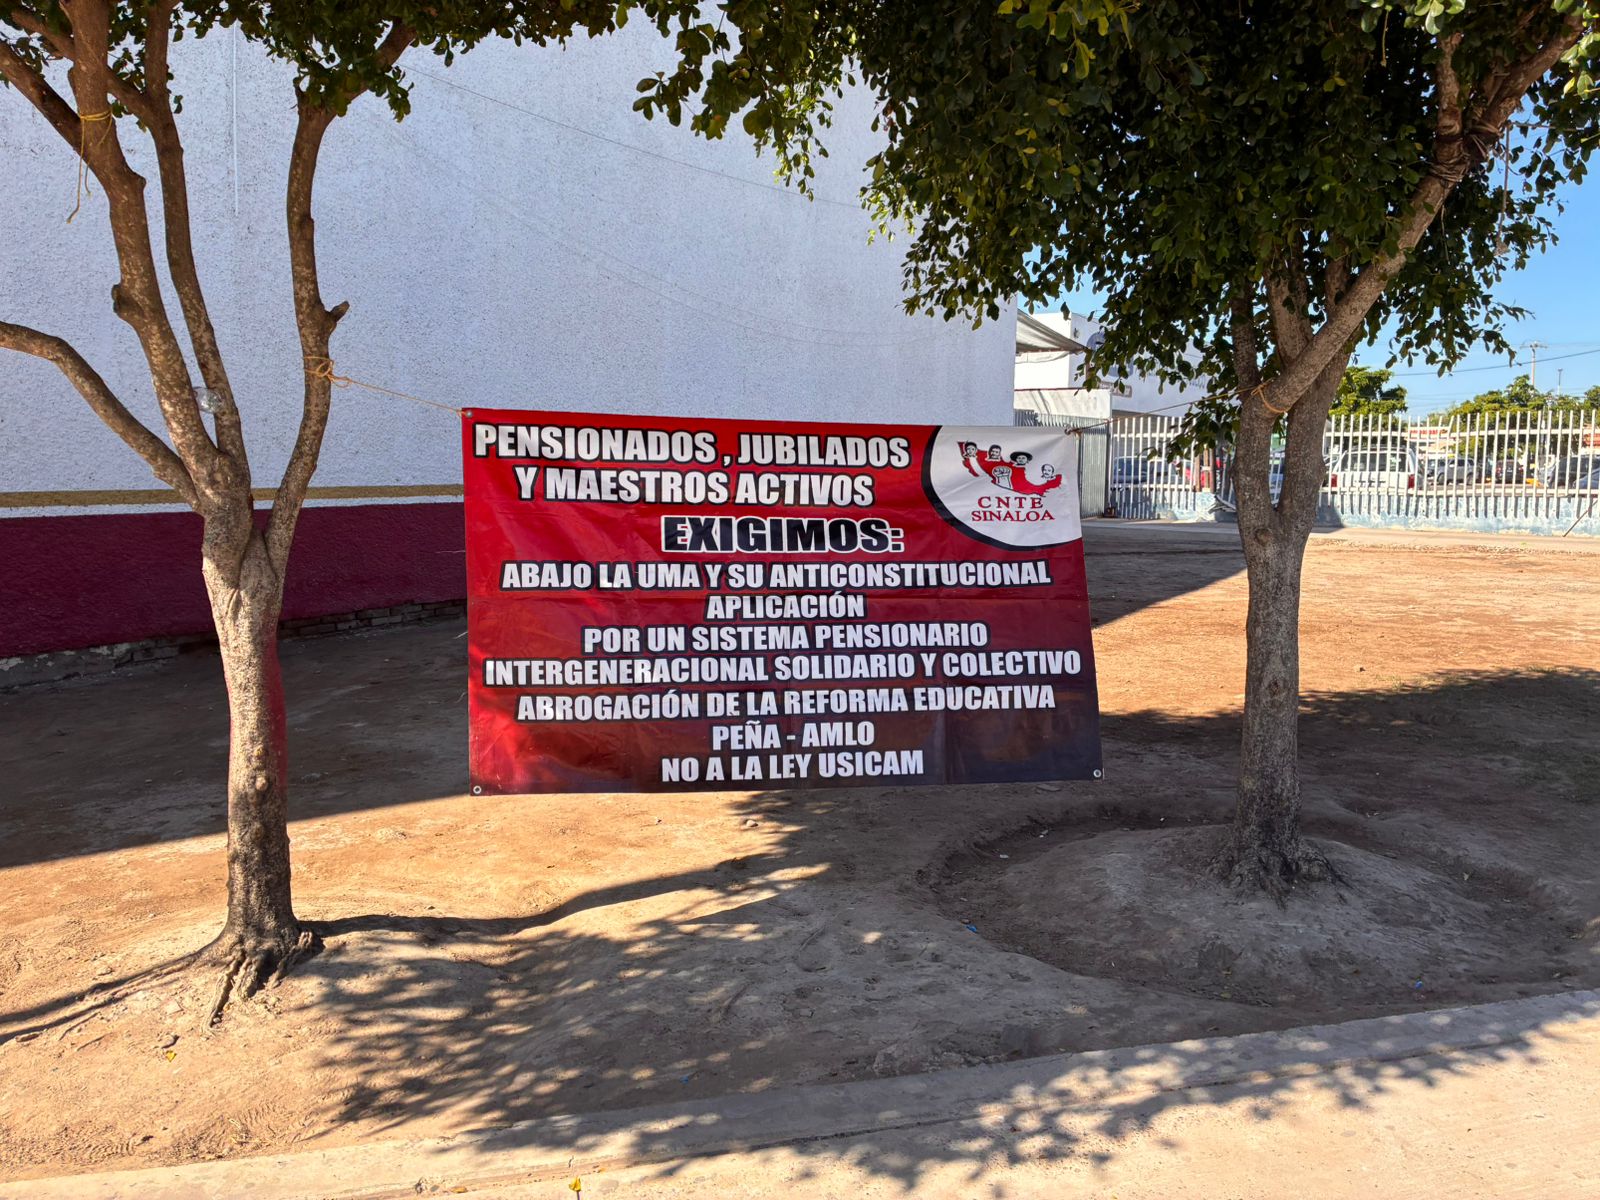 PENSIONADOS , JUBILADOS
Y MAESTROS ACTIVOS
CNTE
SINALOA
EXIGIMOS:
ABAJO LA UMA Y SU ANTICONSTITUCIONAL
APLICACIÓN
POR UN SISTEMA PENSIONARIO
INTERGENERACIONAL SOLIDARIO Y COLECTIVO
ABROGACIÓN DE LA REFORMA EDUCATIVA
PEÑA - AMLO
NO A LA LEY USICAM